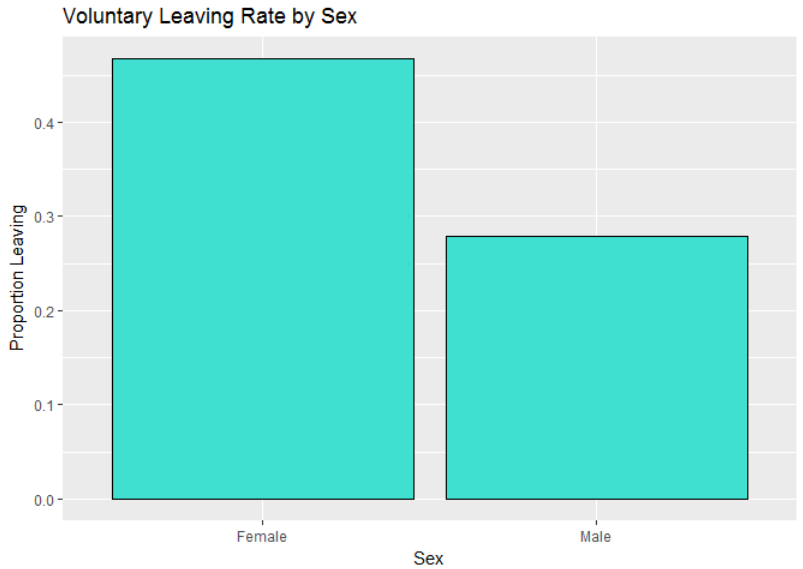 Voluntary Leaving Rate by Sex
Proportion Leaving
0.4
0.3
0.2
0.1
0.0
Female Male
Sex